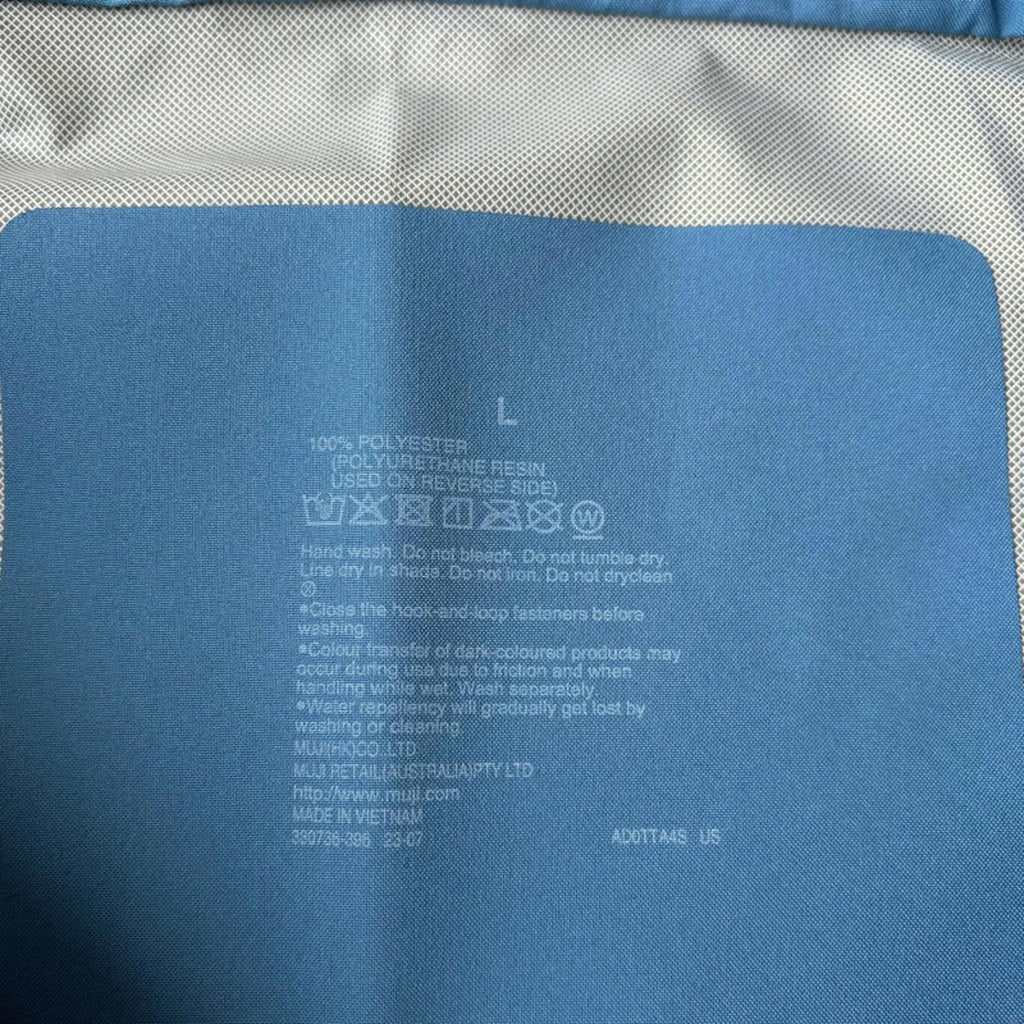 L
100% POLYESTER
(POLYURETHANE RESIN
USED ON REVERSE SIDE)
W
Hand wash. Do not bleach. Do not tumble dry.
Line dry in shade. Do not iron. Do not dryclean
•Close the hook-and-loop fasteners before
washing.
•Colour transfer of dark-coloured products may
occur during use due to friction and when
handling while wet. Wash separately.
•Water repellency will gradually get lost by
washing or cleaning.
MUJI(HK)CO.,LTD.
MUJI RETAIL(AUSTRALIA)PTY LTD
http://www.muji.com
MADE IN VIETNAM
330736-396 23-07
AD01TA4S US